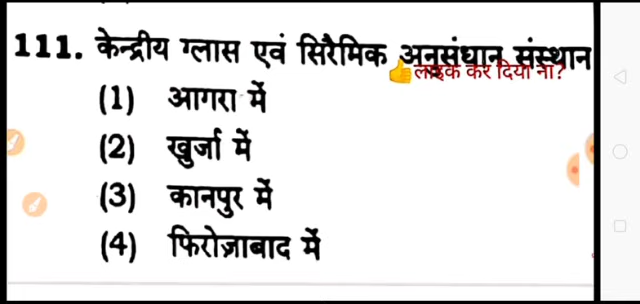 111. केन्द्रीय ग्लास एवं सिरैमिक अनुसंधान संस्थान
👍लाइक कर दिया ना?
(1) आगरा में
(2) खुर्जा में
(3) कानपुर में
(4) फिरोज़ाबाद में